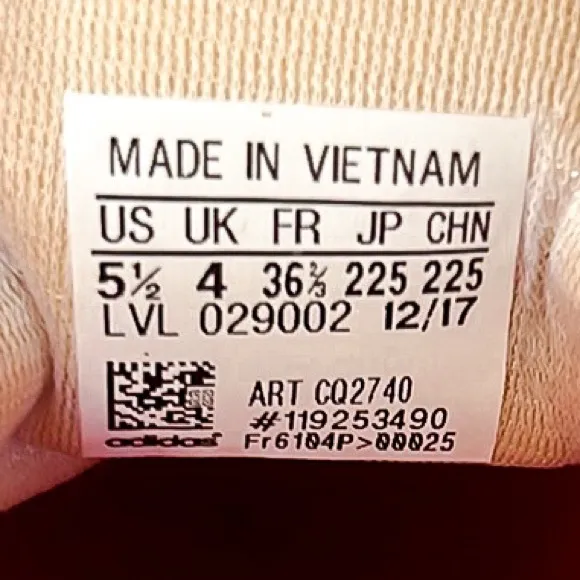 MADE IN VIETNAM
US UK FR JP CHN
5½ 4 36⅔ 225 225
LVL 029002 12/17
ART CQ2740
#119253490
adidas Fr6104P>00025